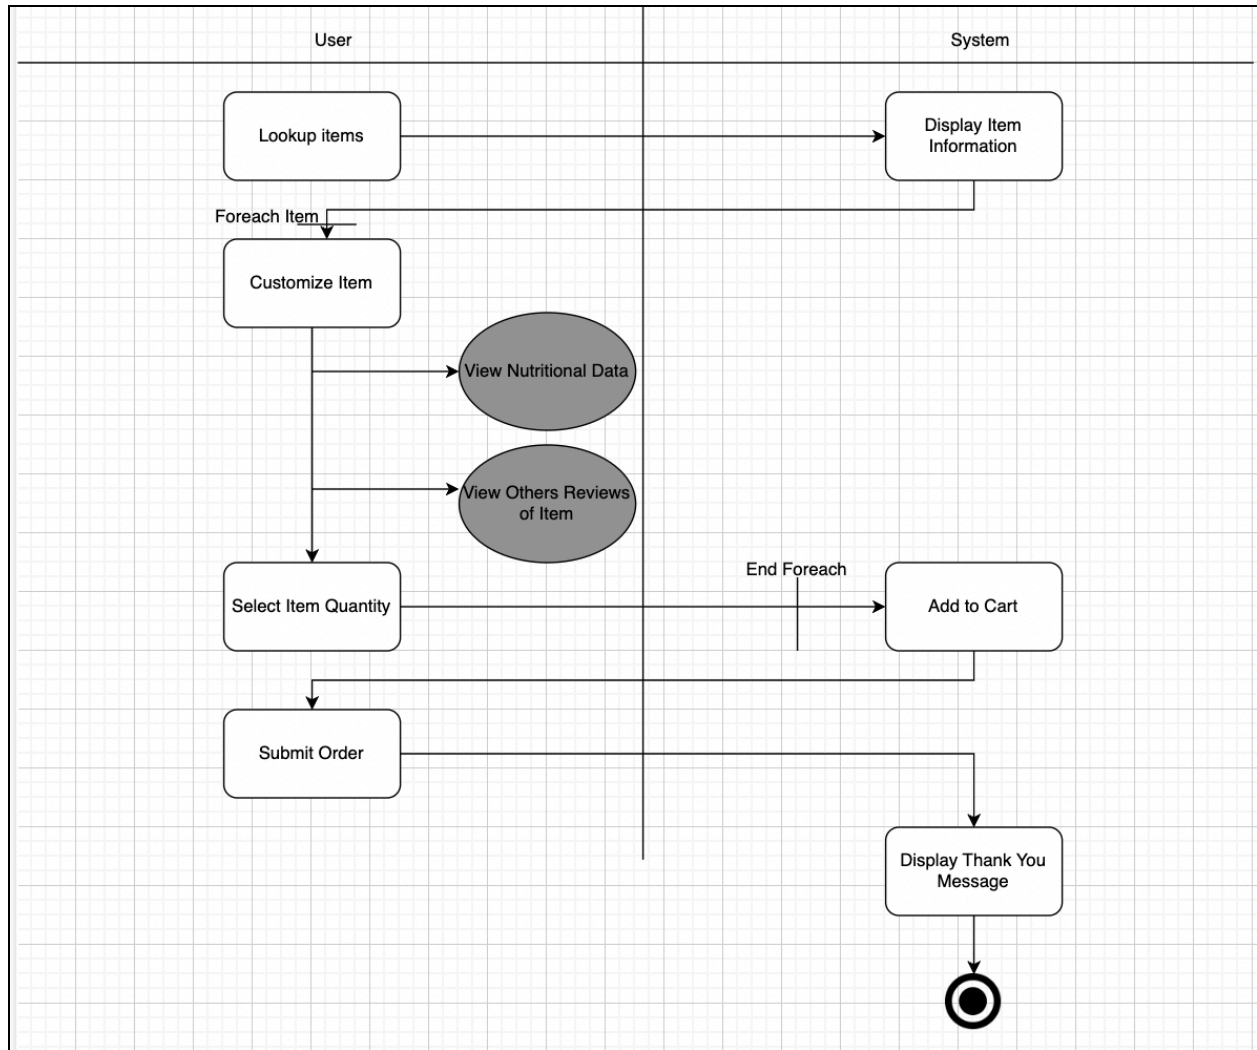 User
System
Lookup items
Display Item
Information
Foreach Item
Customize Item
View Nutritional Data
View Others Reviews
of Item
End Foreach
Select Item Quantity
Add to Cart
Submit Order
Display Thank You
Message